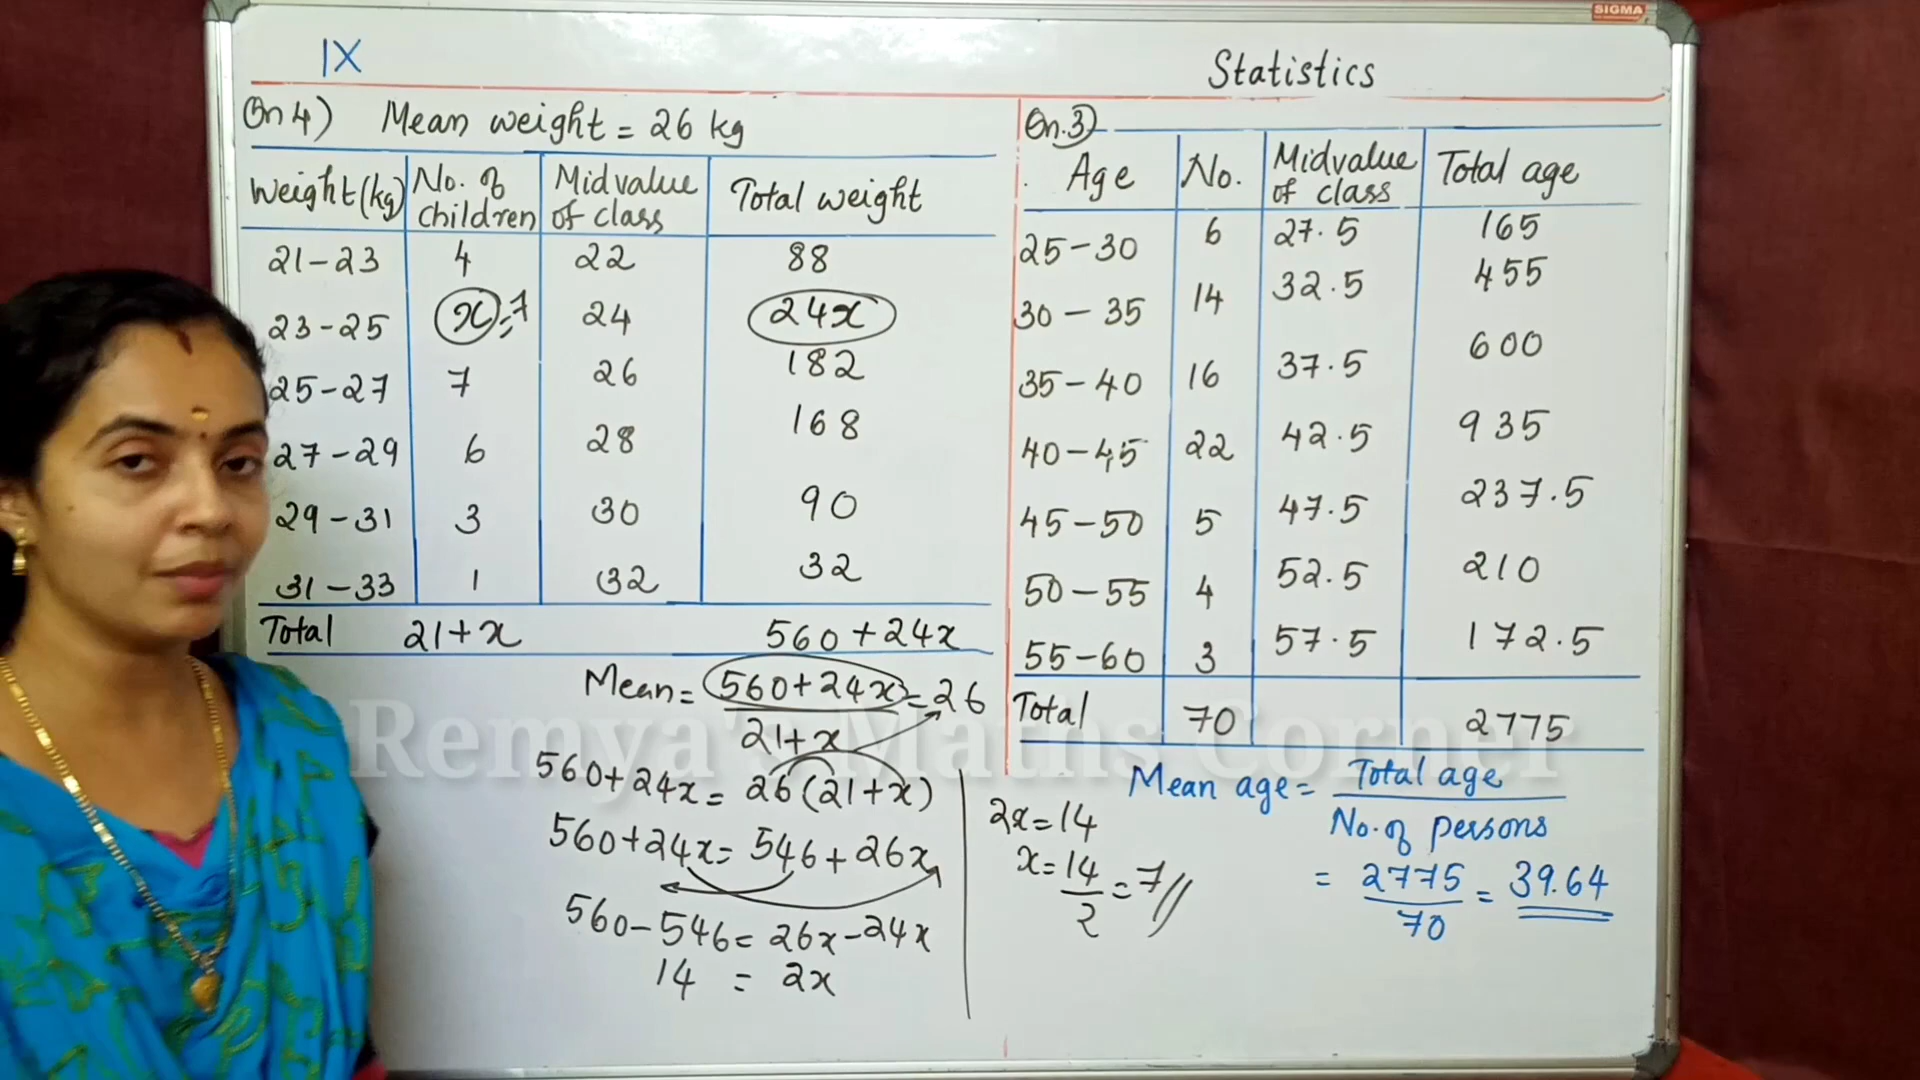 SIGMA
IX
Statistics
Qn 4) Mean weight = 26 kg
Weight(kg) No. of children Midvalue of class Total weight
21-23 4 22 88
23-25 x=7 24 24x
25-27 7 26 182
27-29 6 28 168
29-31 3 30 90
31-33 1 32 32
Total 21+x 560+24x
Mean = 560+24x / 21+x = 26
560+24x = 26(21+x)
560+24x = 546+26x
560-546 = 26x-24x
14 = 2x
2x=14
x=14/2=7//
Qn.3)
Age No. Midvalue of class Total age
25-30 6 27.5 165
30-35 14 32.5 455
35-40 16 37.5 600
40-45 22 42.5 935
45-50 5 47.5 237.5
50-55 4 52.5 210
55-60 3 57.5 172.5
Total 70 2775
Mean age = Total age / No. of persons
= 2775/70 = 39.64
Remya's Maths Corner